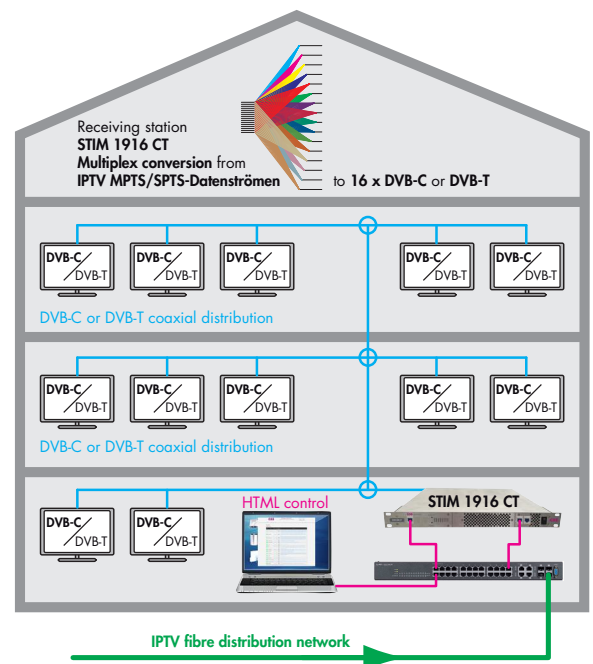 Receiving station
STIM 1916 CT
Multiplex conversion from
IPTV MPTS/SPTS-Datenströmen to 16 x DVB-C or DVB-T
DVB-C/DVB-T DVB-C/DVB-T DVB-C/DVB-T DVB-C/DVB-T DVB-C/DVB-T
DVB-C or DVB-T coaxial distribution
DVB-C/DVB-T DVB-C/DVB-T DVB-C/DVB-T DVB-C/DVB-T DVB-C/DVB-T
DVB-C or DVB-T coaxial distribution
DVB-C/DVB-T DVB-C/DVB-T
HTML control
STIM 1916 CT
IPTV fibre distribution network